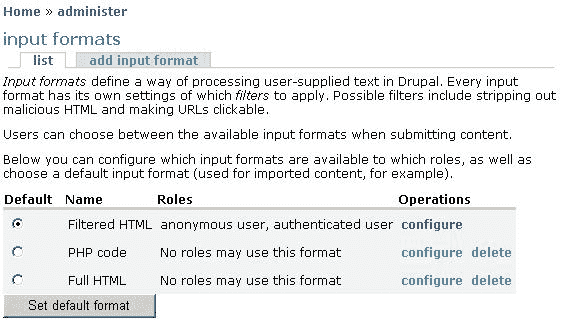 Home » administer
input formats
list add input format
Input formats define a way of processing user-supplied text in Drupal. Every input
format has its own settings of which filters to apply. Possible filters include stripping out
malicious HTML and making URLs clickable.
Users can choose between the available input formats when submitting content.
Below you can configure which input formats are available to which roles, as well as
choose a default input format (used for imported content, for example).
Default Name Roles Operations
Filtered HTML anonymous user, authenticated user configure
PHP code No roles may use this format configure delete
Full HTML No roles may use this format configure delete
Set default format